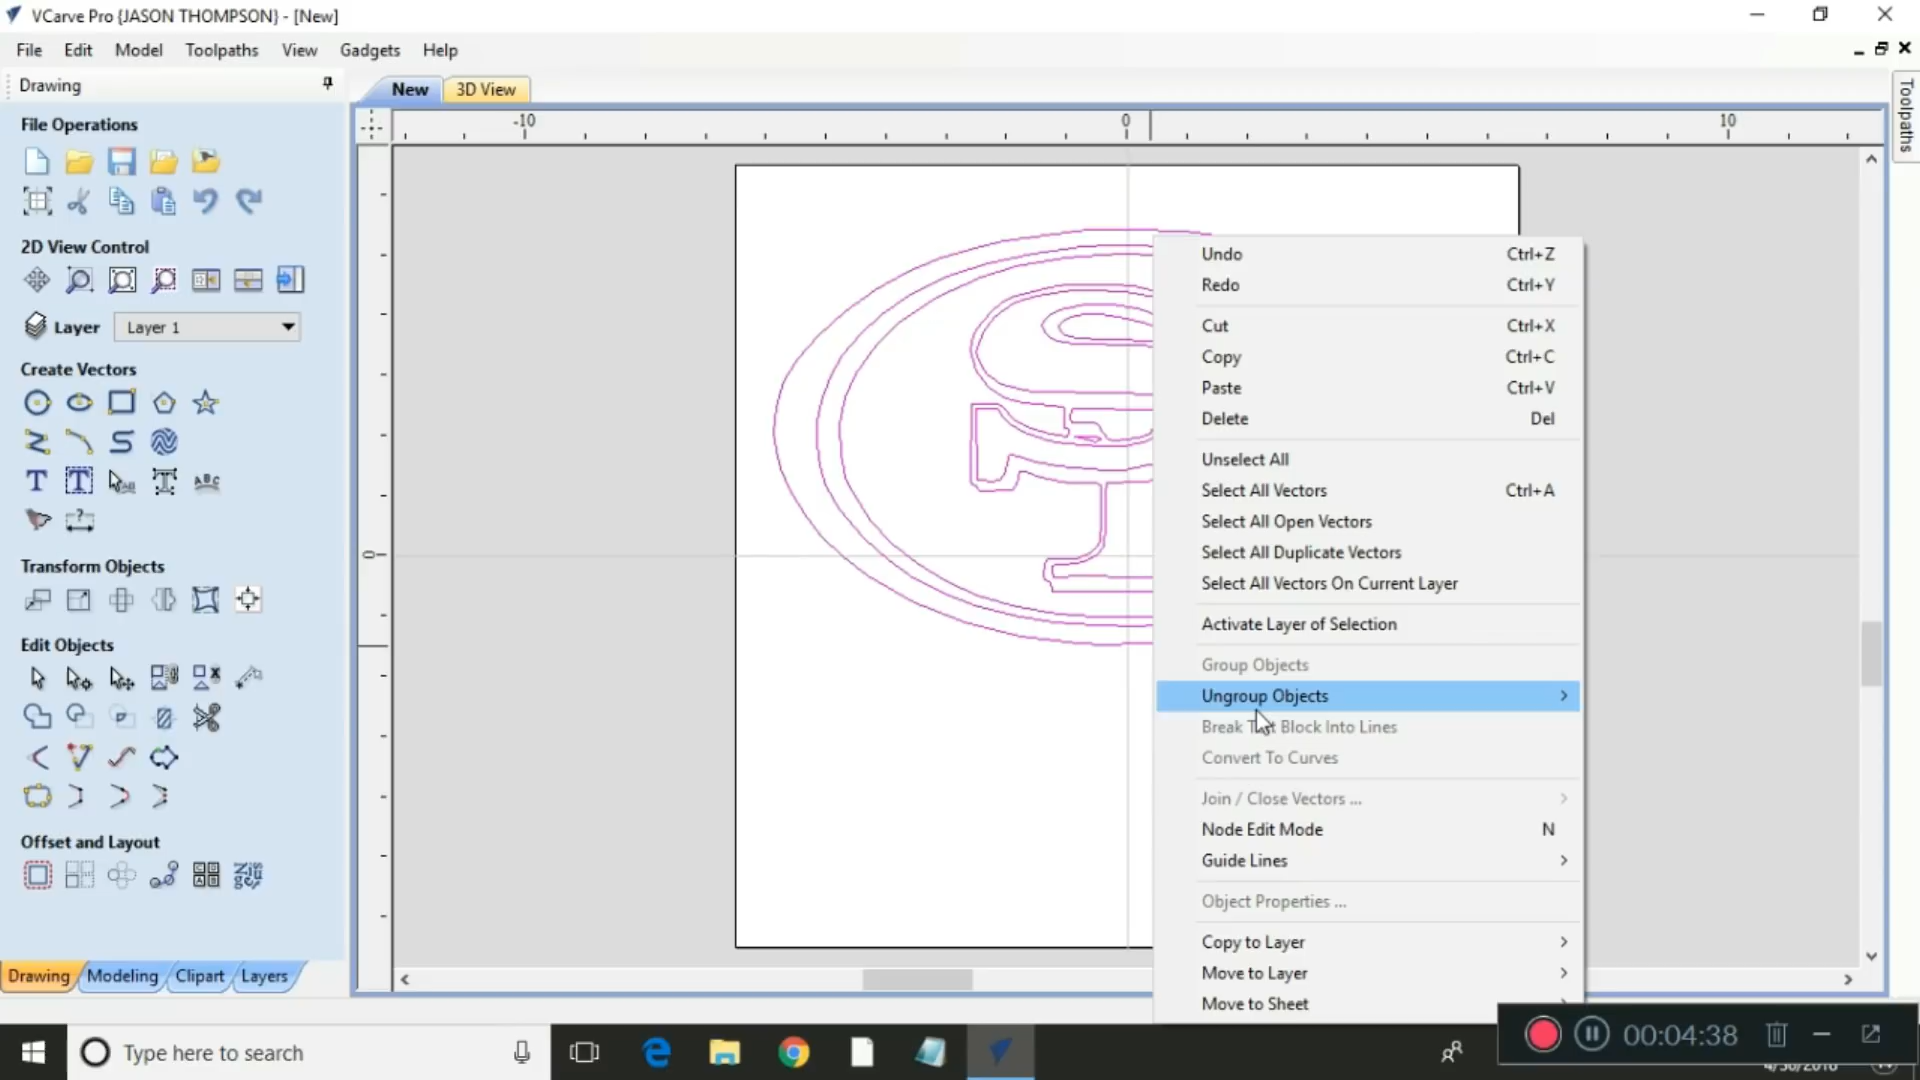 VCarve Pro {JASON THOMPSON} - [New]
File Edit Model Toolpaths View Gadgets Help
Drawing
New 3D View
Toolpaths
File Operations
-10 0 10
2D View Control
Layer Layer 1
Create Vectors
Transform Objects
Edit Objects
Offset and Layout
0
Undo Ctrl+Z
Redo Ctrl+Y
Cut Ctrl+X
Copy Ctrl+C
Paste Ctrl+V
Delete Del
Unselect All
Select All Vectors Ctrl+A
Select All Open Vectors
Select All Duplicate Vectors
Select All Vectors On Current Layer
Activate Layer of Selection
Group Objects
Ungroup Objects
Break Text Block Into Lines
Convert To Curves
Join / Close Vectors ...
Node Edit Mode N
Guide Lines
Object Properties ...
Copy to Layer
Move to Layer
Move to Sheet
Drawing Modeling Clipart Layers
Type here to search
00:04:38